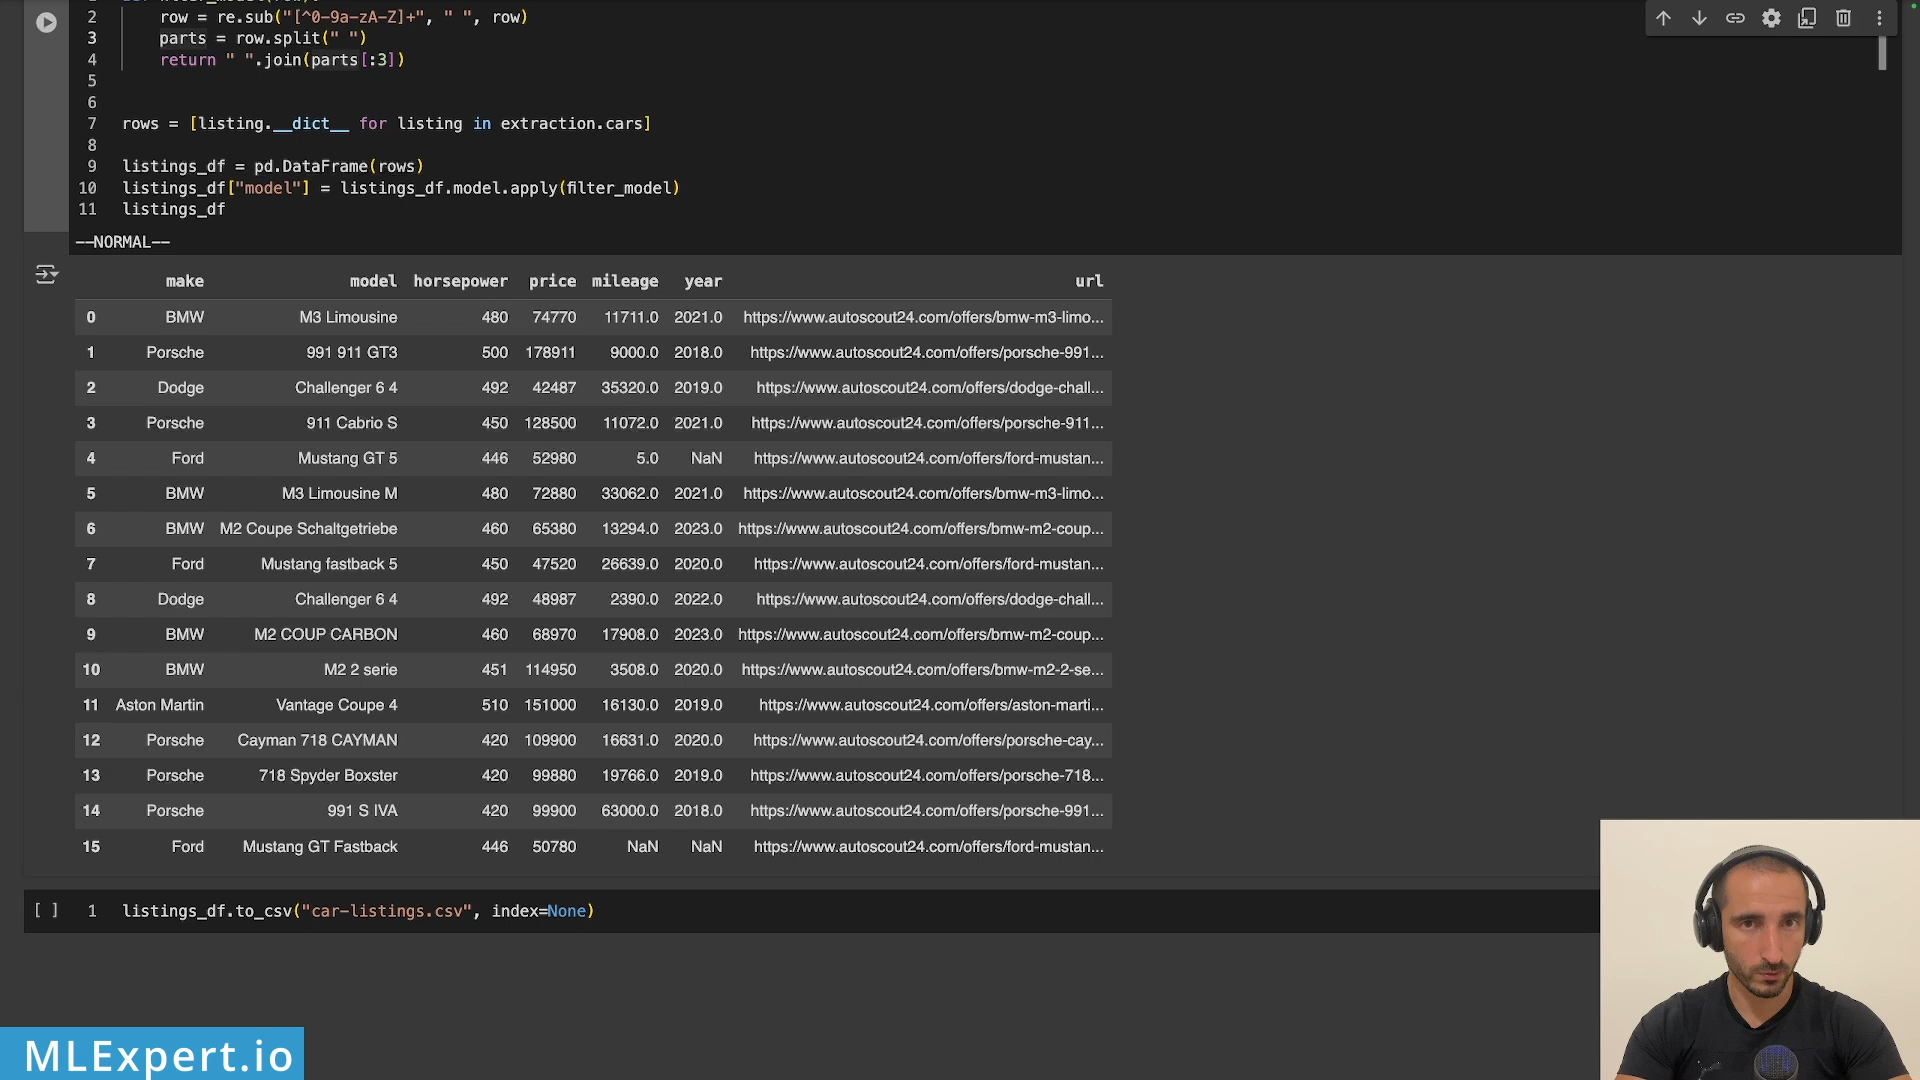 2 row = re.sub("[^0-9a-zA-Z]+", " ", row)
3 parts = row.split(" ")
4 return " ".join(parts[:3])
5
6
7 rows = [listing.__dict__ for listing in extraction.cars]
8
9 listings_df = pd.DataFrame(rows)
10 listings_df["model"] = listings_df.model.apply(filter_model)
11 listings_df
--NORMAL--
make model horsepower price mileage year url
0 BMW M3 Limousine 480 74770 11711.0 2021.0 https://www.autoscout24.com/offers/bmw-m3-limo...
1 Porsche 991 911 GT3 500 178911 9000.0 2018.0 https://www.autoscout24.com/offers/porsche-991...
2 Dodge Challenger 6 4 492 42487 35320.0 2019.0 https://www.autoscout24.com/offers/dodge-chall...
3 Porsche 911 Cabrio S 450 128500 11072.0 2021.0 https://www.autoscout24.com/offers/porsche-911...
4 Ford Mustang GT 5 446 52980 5.0 NaN https://www.autoscout24.com/offers/ford-mustan...
5 BMW M3 Limousine M 480 72880 33062.0 2021.0 https://www.autoscout24.com/offers/bmw-m3-limo...
6 BMW M2 Coupe Schaltgetriebe 460 65380 13294.0 2023.0 https://www.autoscout24.com/offers/bmw-m2-coup...
7 Ford Mustang fastback 5 450 47520 26639.0 2020.0 https://www.autoscout24.com/offers/ford-mustan...
8 Dodge Challenger 6 4 492 48987 2390.0 2022.0 https://www.autoscout24.com/offers/dodge-chall...
9 BMW M2 COUP CARBON 460 68970 17908.0 2023.0 https://www.autoscout24.com/offers/bmw-m2-coup...
10 BMW M2 2 serie 451 114950 3508.0 2020.0 https://www.autoscout24.com/offers/bmw-m2-2-se...
11 Aston Martin Vantage Coupe 4 510 151000 16130.0 2019.0 https://www.autoscout24.com/offers/aston-marti...
12 Porsche Cayman 718 CAYMAN 420 109900 16631.0 2020.0 https://www.autoscout24.com/offers/porsche-cay...
13 Porsche 718 Spyder Boxster 420 99880 19766.0 2019.0 https://www.autoscout24.com/offers/porsche-718...
14 Porsche 991 S IVA 420 99900 63000.0 2018.0 https://www.autoscout24.com/offers/porsche-991...
15 Ford Mustang GT Fastback 446 50780 NaN NaN https://www.autoscout24.com/offers/ford-mustan...
[ ] 1 listings_df.to_csv("car-listings.csv", index=None)
MLExpert.io